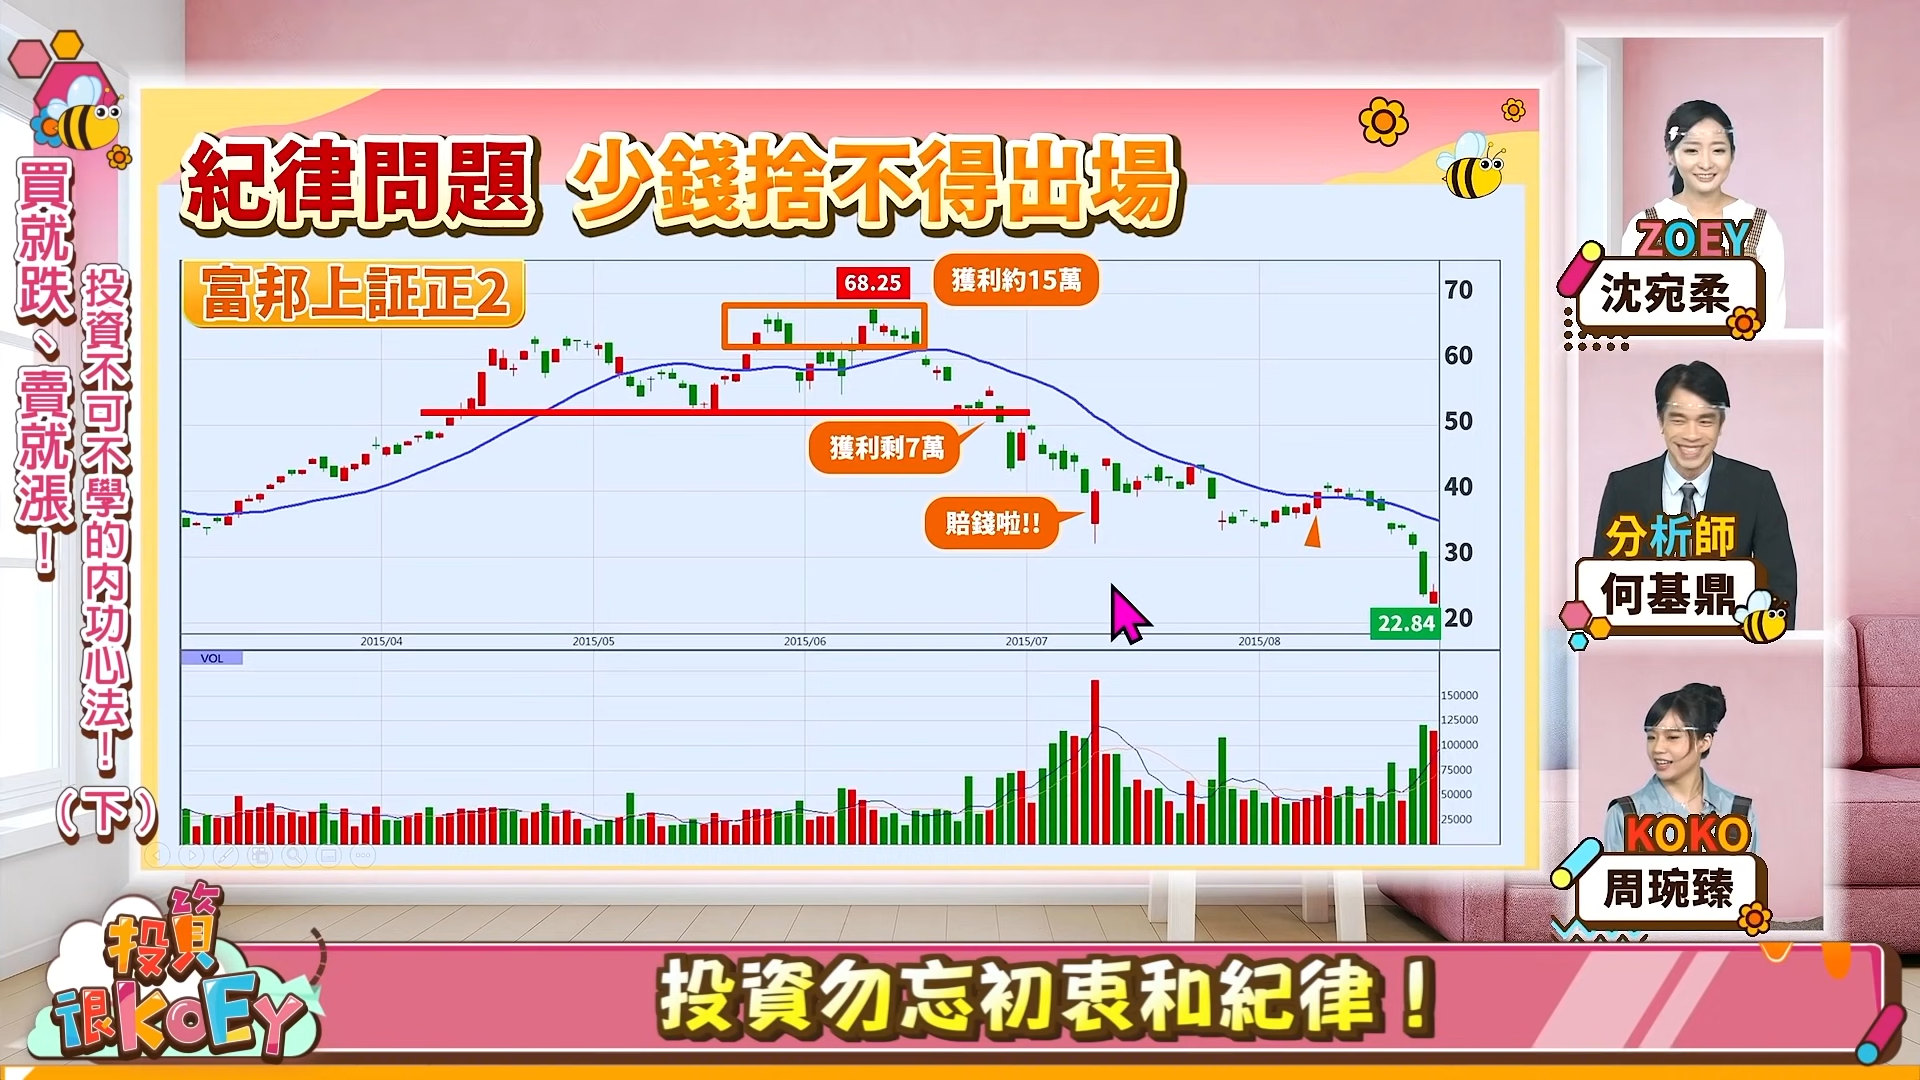 紀律問題 少錢捨不得出場
富邦上証正2
68.25
獲利約15萬
獲利剩7萬
賠錢啦!!
22.84
70
60
50
40
30
20
2015/04
2015/05
2015/06
2015/07
2015/08
VOL
150000
125000
100000
75000
50000
25000
買就跌、賣就漲！
投資不可不學的內功心法！（下）
ZOEY
沈宛柔
分析師
何基鼎
KOKO
周琬臻
投資很KOEY
投資勿忘初衷和紀律！